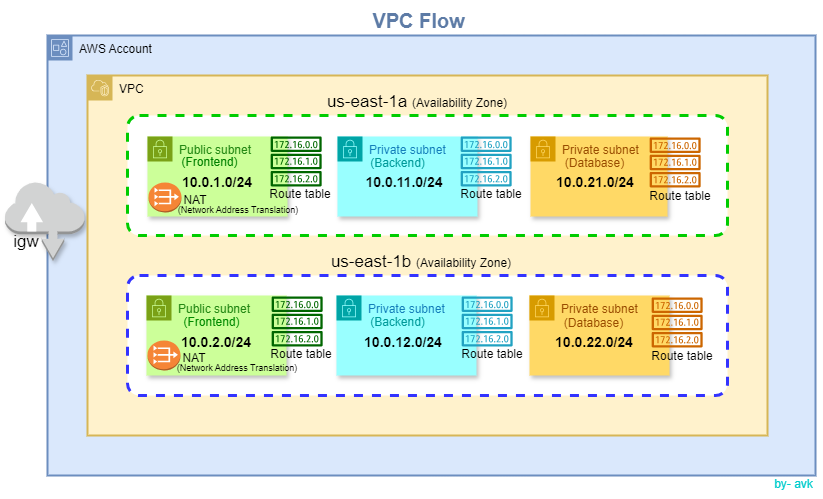 VPC Flow
AWS Account
VPC
us-east-1a (Availability Zone)
Public subnet
(Frontend)
10.0.1.0/24
NAT
(Network Address Translation)
172.16.0.0
172.16.1.0
172.16.2.0
Route table
Private subnet
(Backend)
10.0.11.0/24
172.16.0.0
172.16.1.0
172.16.2.0
Route table
Private subnet
(Database)
10.0.21.0/24
172.16.0.0
172.16.1.0
172.16.2.0
Route table
igw
us-east-1b (Availability Zone)
Public subnet
(Frontend)
10.0.2.0/24
NAT
(Network Address Translation)
172.16.0.0
172.16.1.0
172.16.2.0
Route table
Private subnet
(Backend)
10.0.12.0/24
172.16.0.0
172.16.1.0
172.16.2.0
Route table
Private subnet
(Database)
10.0.22.0/24
172.16.0.0
172.16.1.0
172.16.2.0
Route table
by- avk